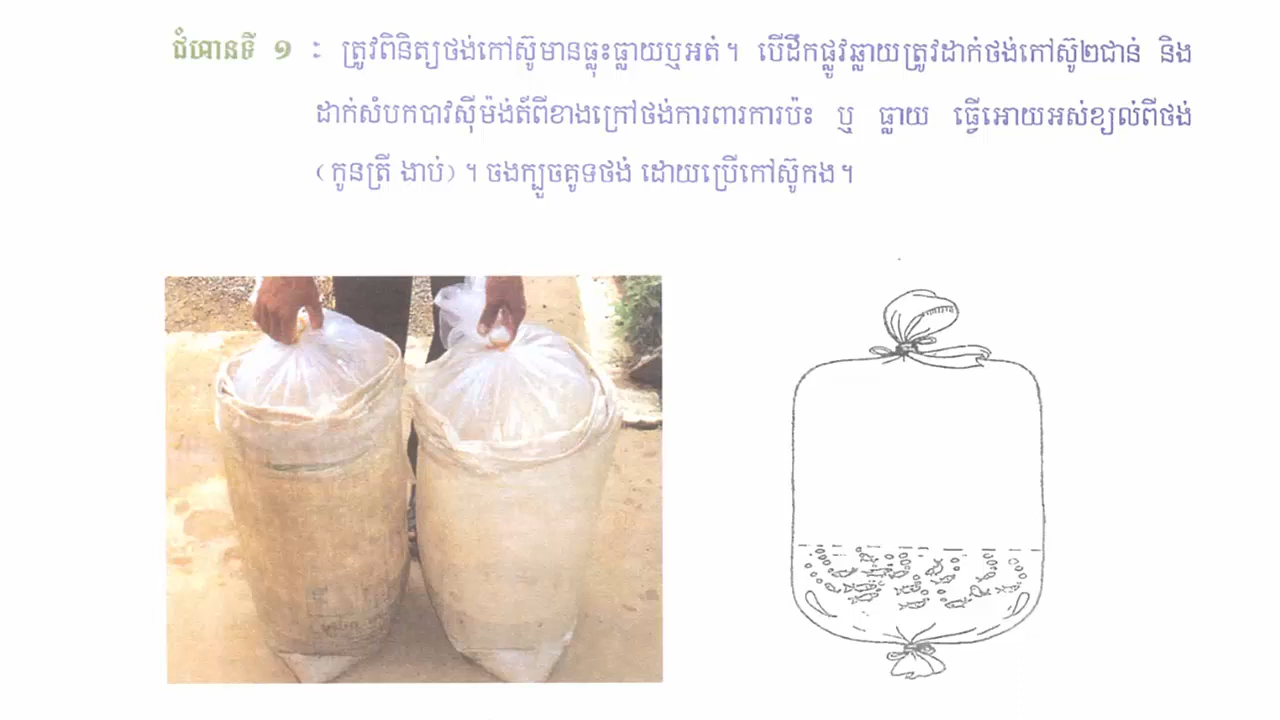 ជំហានទី ១ ៈ ត្រូវពិនិត្យថង់កៅស៊ូមានធ្លុះធ្លាយឬអត់ ។ បើដឹកផ្លូវឆ្ងាយត្រូវដាក់ថង់កៅស៊ូ២ជាន់ និង
ដាក់សំបកបាវស៊ីម៉ង់ត៍ពីខាងក្រៅថង់ការពារការប៉ះ ឬ ធ្លាយ ធ្វើអោយអស់ខ្យល់ពីថង់
(កូនត្រី ងាប់) ។ ចងក្បួចគូទថង់ ដោយប្រើកៅស៊ូកង ។